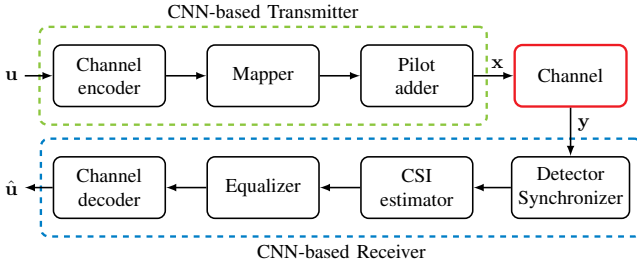 CNN-based Transmitter
u
Channel
encoder
Mapper
Pilot
adder
x
Channel
y
û
Channel
decoder
Equalizer
CSI
estimator
Detector
Synchronizer
CNN-based Receiver